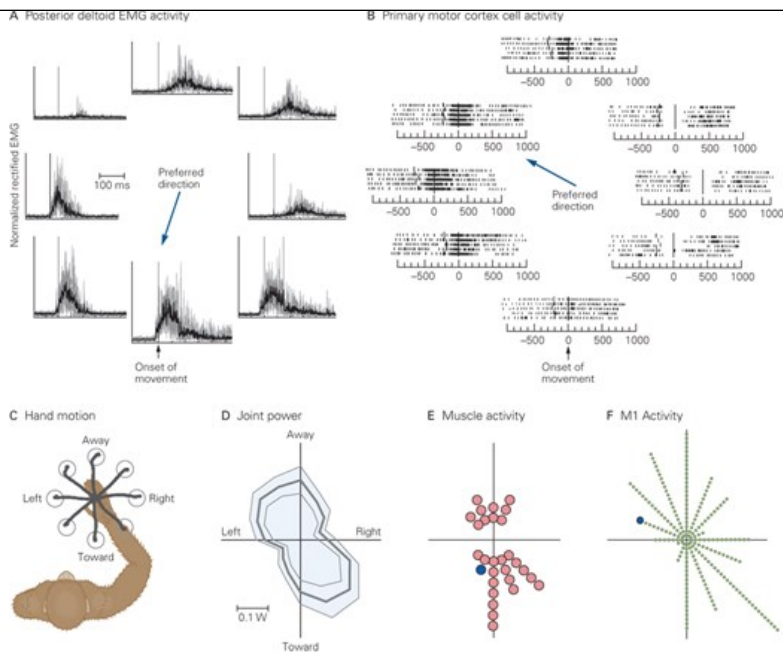 A Posterior deltoid EMG activity
Normalized rectified EMG
100 ms
Preferred
direction
Onset of
movement
B Primary motor cortex cell activity
−500 0 500 1000
−500 0 500 1000
−500 0 500 1000
−500 0 500 1000
−500 0 500 1000
−500 0 500 1000
−500 0 500 1000
−500 0 500 1000
Preferred
direction
Onset of
movement
C Hand motion
Away
Left
Right
Toward
D Joint power
Away
Left
Right
0.1 W
Toward
E Muscle activity
F M1 Activity